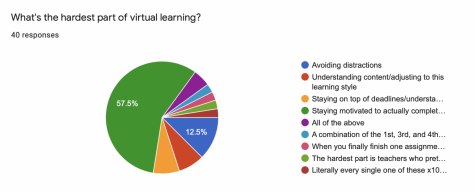 What's the hardest part of virtual learning?
40 responses
57.5%
12.5%
Avoiding distractions
Understanding content/adjusting to this
learning style
Staying on top of deadlines/understa…
Staying motivated to actually complet…
All of the above
A combination of the 1st, 3rd, and 4th…
When you finally finish one assignme…
The hardest part is teachers who pret…
Literally every single one of these x10…